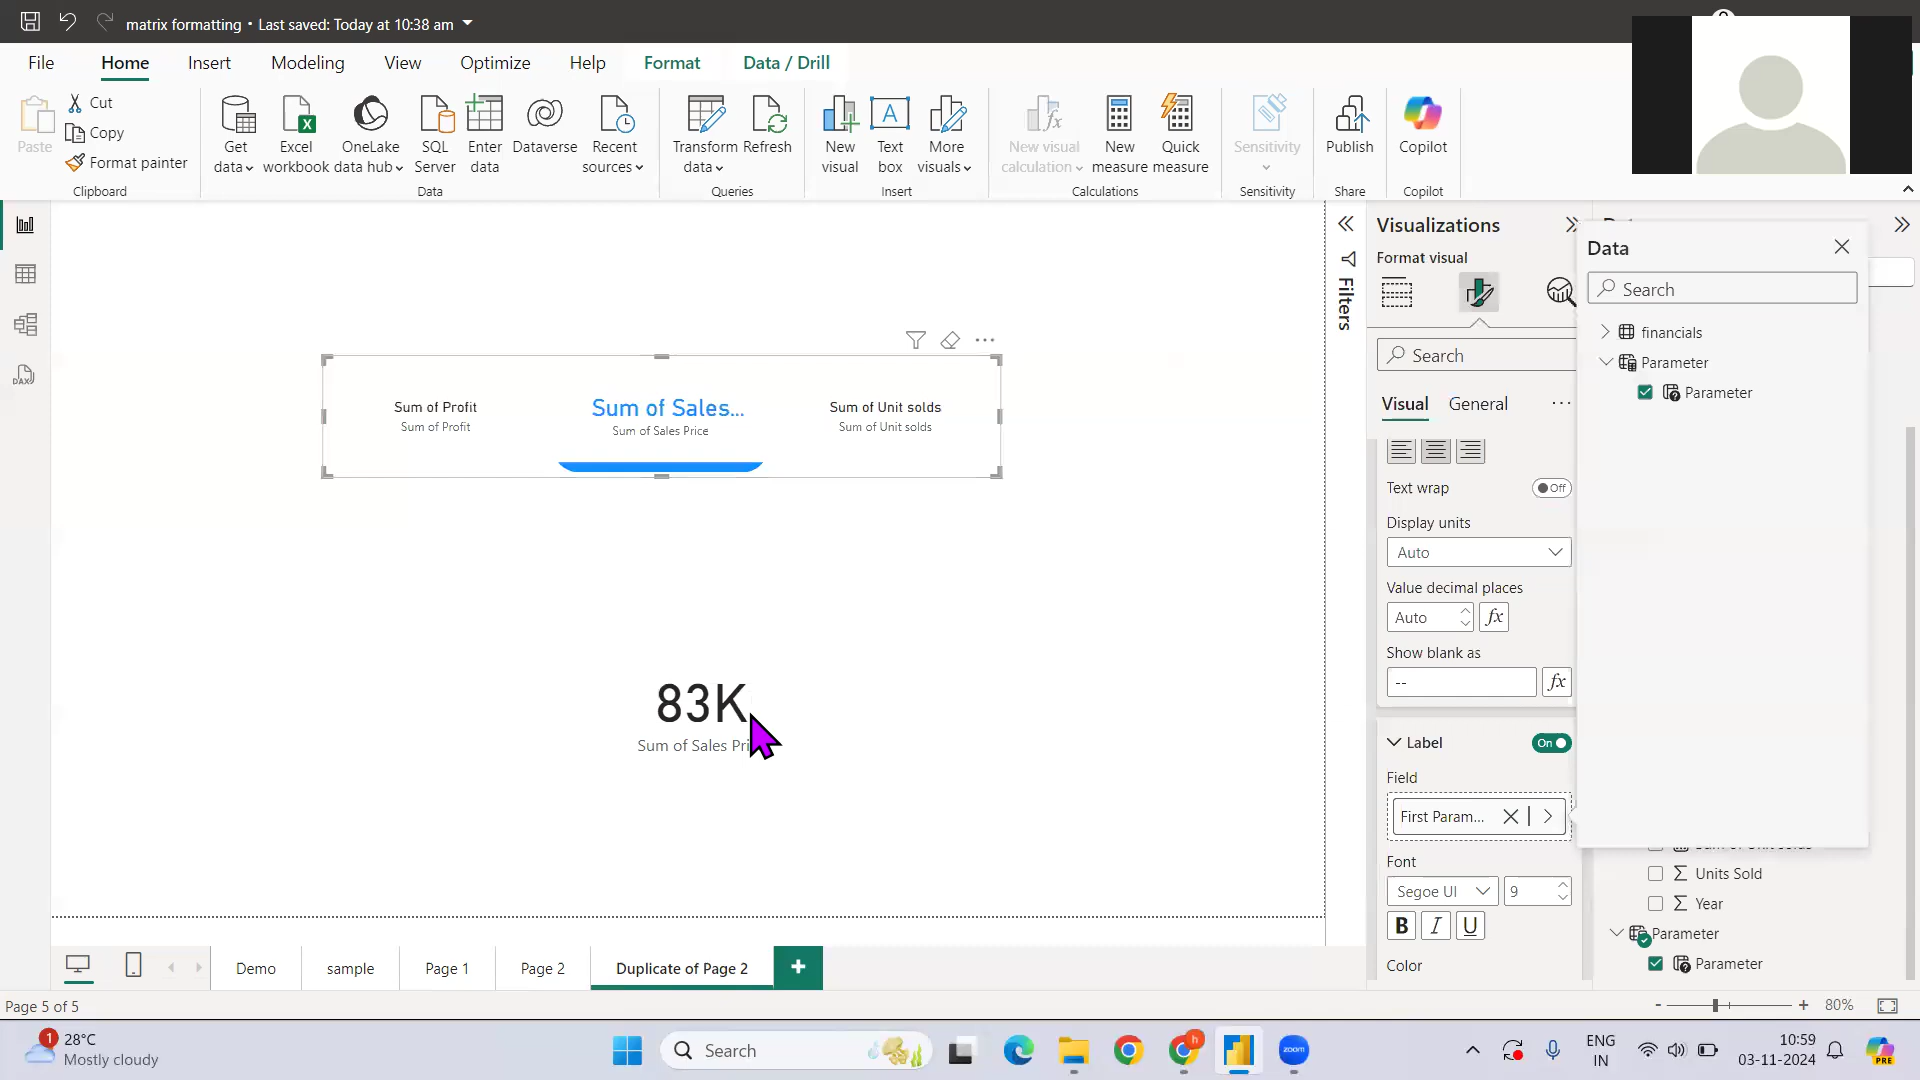 matrix formatting • Last saved: Today at 10:38 am
File
Home
Insert
Modeling
View
Optimize
Help
Format
Data / Drill
Paste
Cut
Copy
Format painter
Clipboard
Get data
Excel workbook
OneLake data hub
SQL Server
Enter data
Dataverse
Recent sources
Data
Transform data
Refresh
Queries
New visual
Text box
More visuals
Insert
New visual calculation
New measure
Quick measure
Calculations
Sensitivity
Sensitivity
Publish
Share
Copilot
Copilot
Sum of Profit
Sum of Profit
Sum of Sales...
Sum of Sales Price
Sum of Unit solds
Sum of Unit solds
83K
Sum of Sales Pri
Filters
Visualizations
Format visual
Search
Visual
General
Text wrap
Off
Display units
Auto
Value decimal places
Auto
fx
Show blank as
--
fx
Label
On
Field
First Param...
Font
Segoe UI
9
B
I
U
Color
Data
Search
financials
Parameter
Parameter
Units Sold
Year
Parameter
Parameter
Demo
sample
Page 1
Page 2
Duplicate of Page 2
Page 5 of 5
80%
1
28°C
Mostly cloudy
Search
h
zoom
ENG
IN
10:59
03-11-2024
PRE